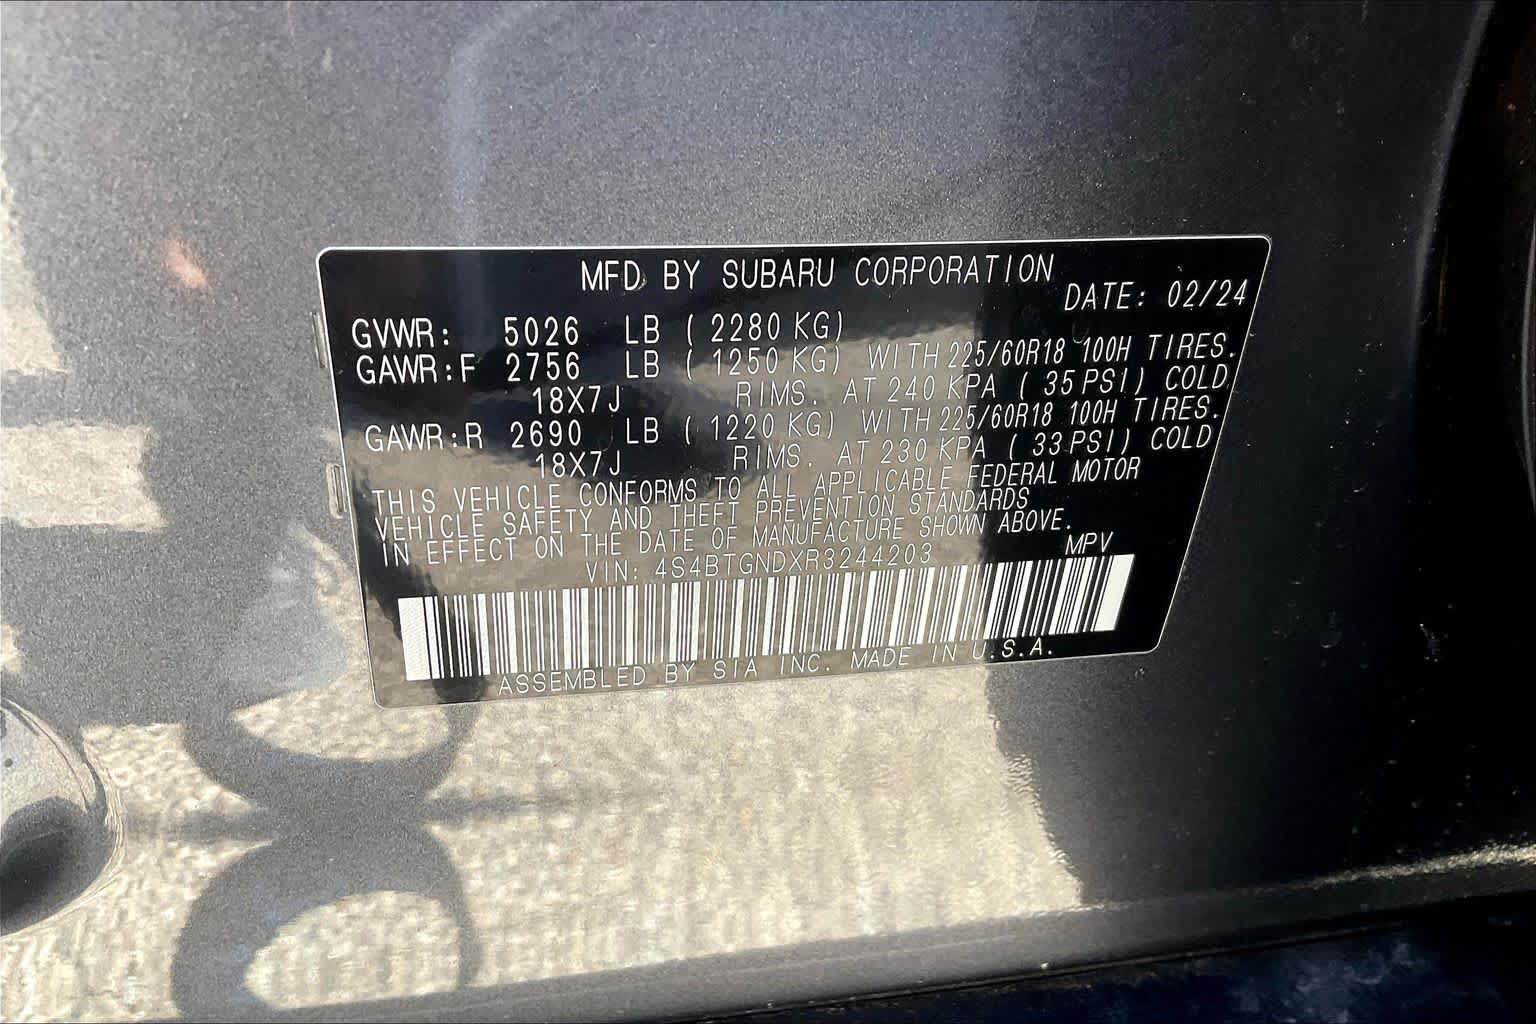 MFD BY SUBARU CORPORATION
DATE: 02/24
GVWR: 5026 LB ( 2280 KG)
GAWR:F 2756 LB ( 1250 KG) WITH 225/60R18 100H TIRES.
18X7J RIMS. AT 240 KPA ( 35 PSI) COLD
GAWR:R 2690 LB ( 1220 KG) WITH 225/60R18 100H TIRES.
18X7J RIMS. AT 230 KPA ( 33 PSI) COLD
THIS VEHICLE CONFORMS TO ALL APPLICABLE FEDERAL MOTOR
VEHICLE SAFETY AND THEFT PREVENTION STANDARDS
IN EFFECT ON THE DATE OF MANUFACTURE SHOWN ABOVE.
VIN: 4S4BTGNDXR3244203 MPV
ASSEMBLED BY SIA INC. MADE IN U.S.A.